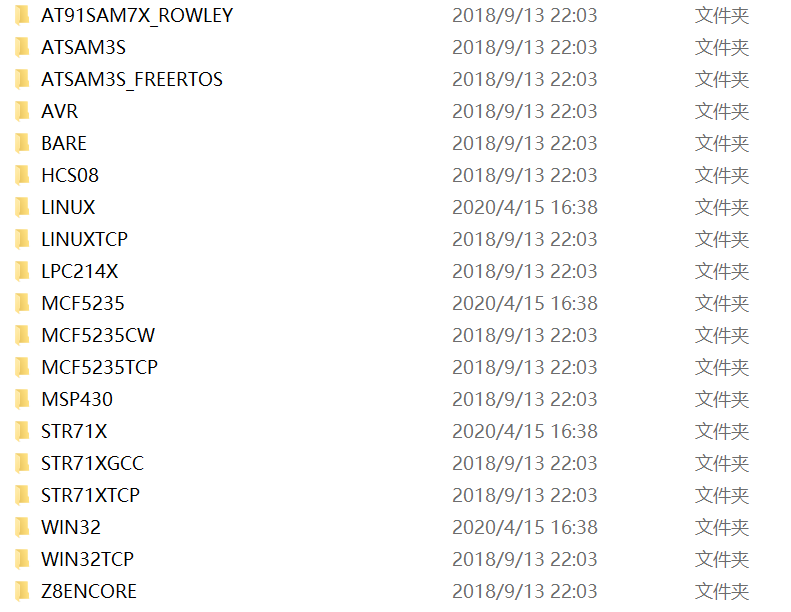 AT91SAM7X_ROWLEY 2018/9/13 22:03 文件夹
ATSAM3S 2018/9/13 22:03 文件夹
ATSAM3S_FREERTOS 2018/9/13 22:03 文件夹
AVR 2018/9/13 22:03 文件夹
BARE 2018/9/13 22:03 文件夹
HCS08 2018/9/13 22:03 文件夹
LINUX 2020/4/15 16:38 文件夹
LINUXTCP 2018/9/13 22:03 文件夹
LPC214X 2018/9/13 22:03 文件夹
MCF5235 2020/4/15 16:38 文件夹
MCF5235CW 2018/9/13 22:03 文件夹
MCF5235TCP 2018/9/13 22:03 文件夹
MSP430 2018/9/13 22:03 文件夹
STR71X 2020/4/15 16:38 文件夹
STR71XGCC 2018/9/13 22:03 文件夹
STR71XTCP 2018/9/13 22:03 文件夹
WIN32 2020/4/15 16:38 文件夹
WIN32TCP 2018/9/13 22:03 文件夹
Z8ENCORE 2018/9/13 22:03 文件夹